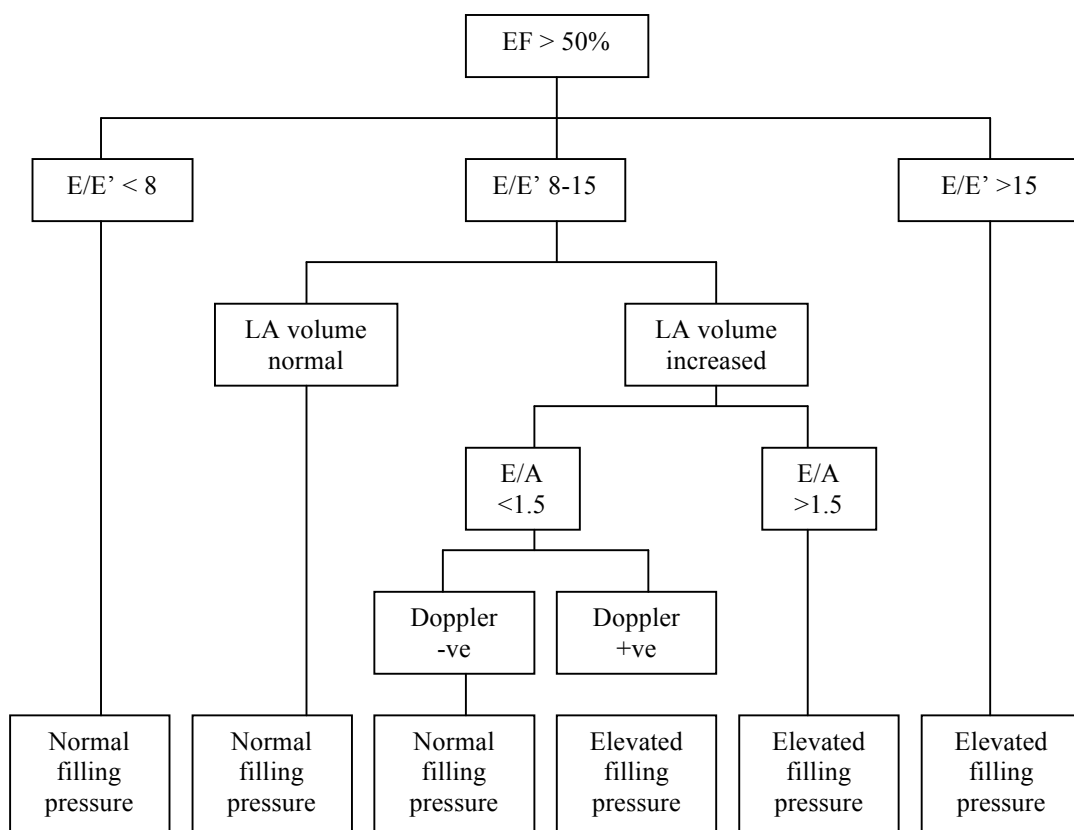 EF > 50%
E/E’ < 8
E/E’ 8-15
E/E’ >15
LA volume
normal
LA volume
increased
E/A
<1.5
E/A
>1.5
Doppler
-ve
Doppler
+ve
Normal
filling
pressure
Normal
filling
pressure
Normal
filling
pressure
Elevated
filling
pressure
Elevated
filling
pressure
Elevated
filling
pressure